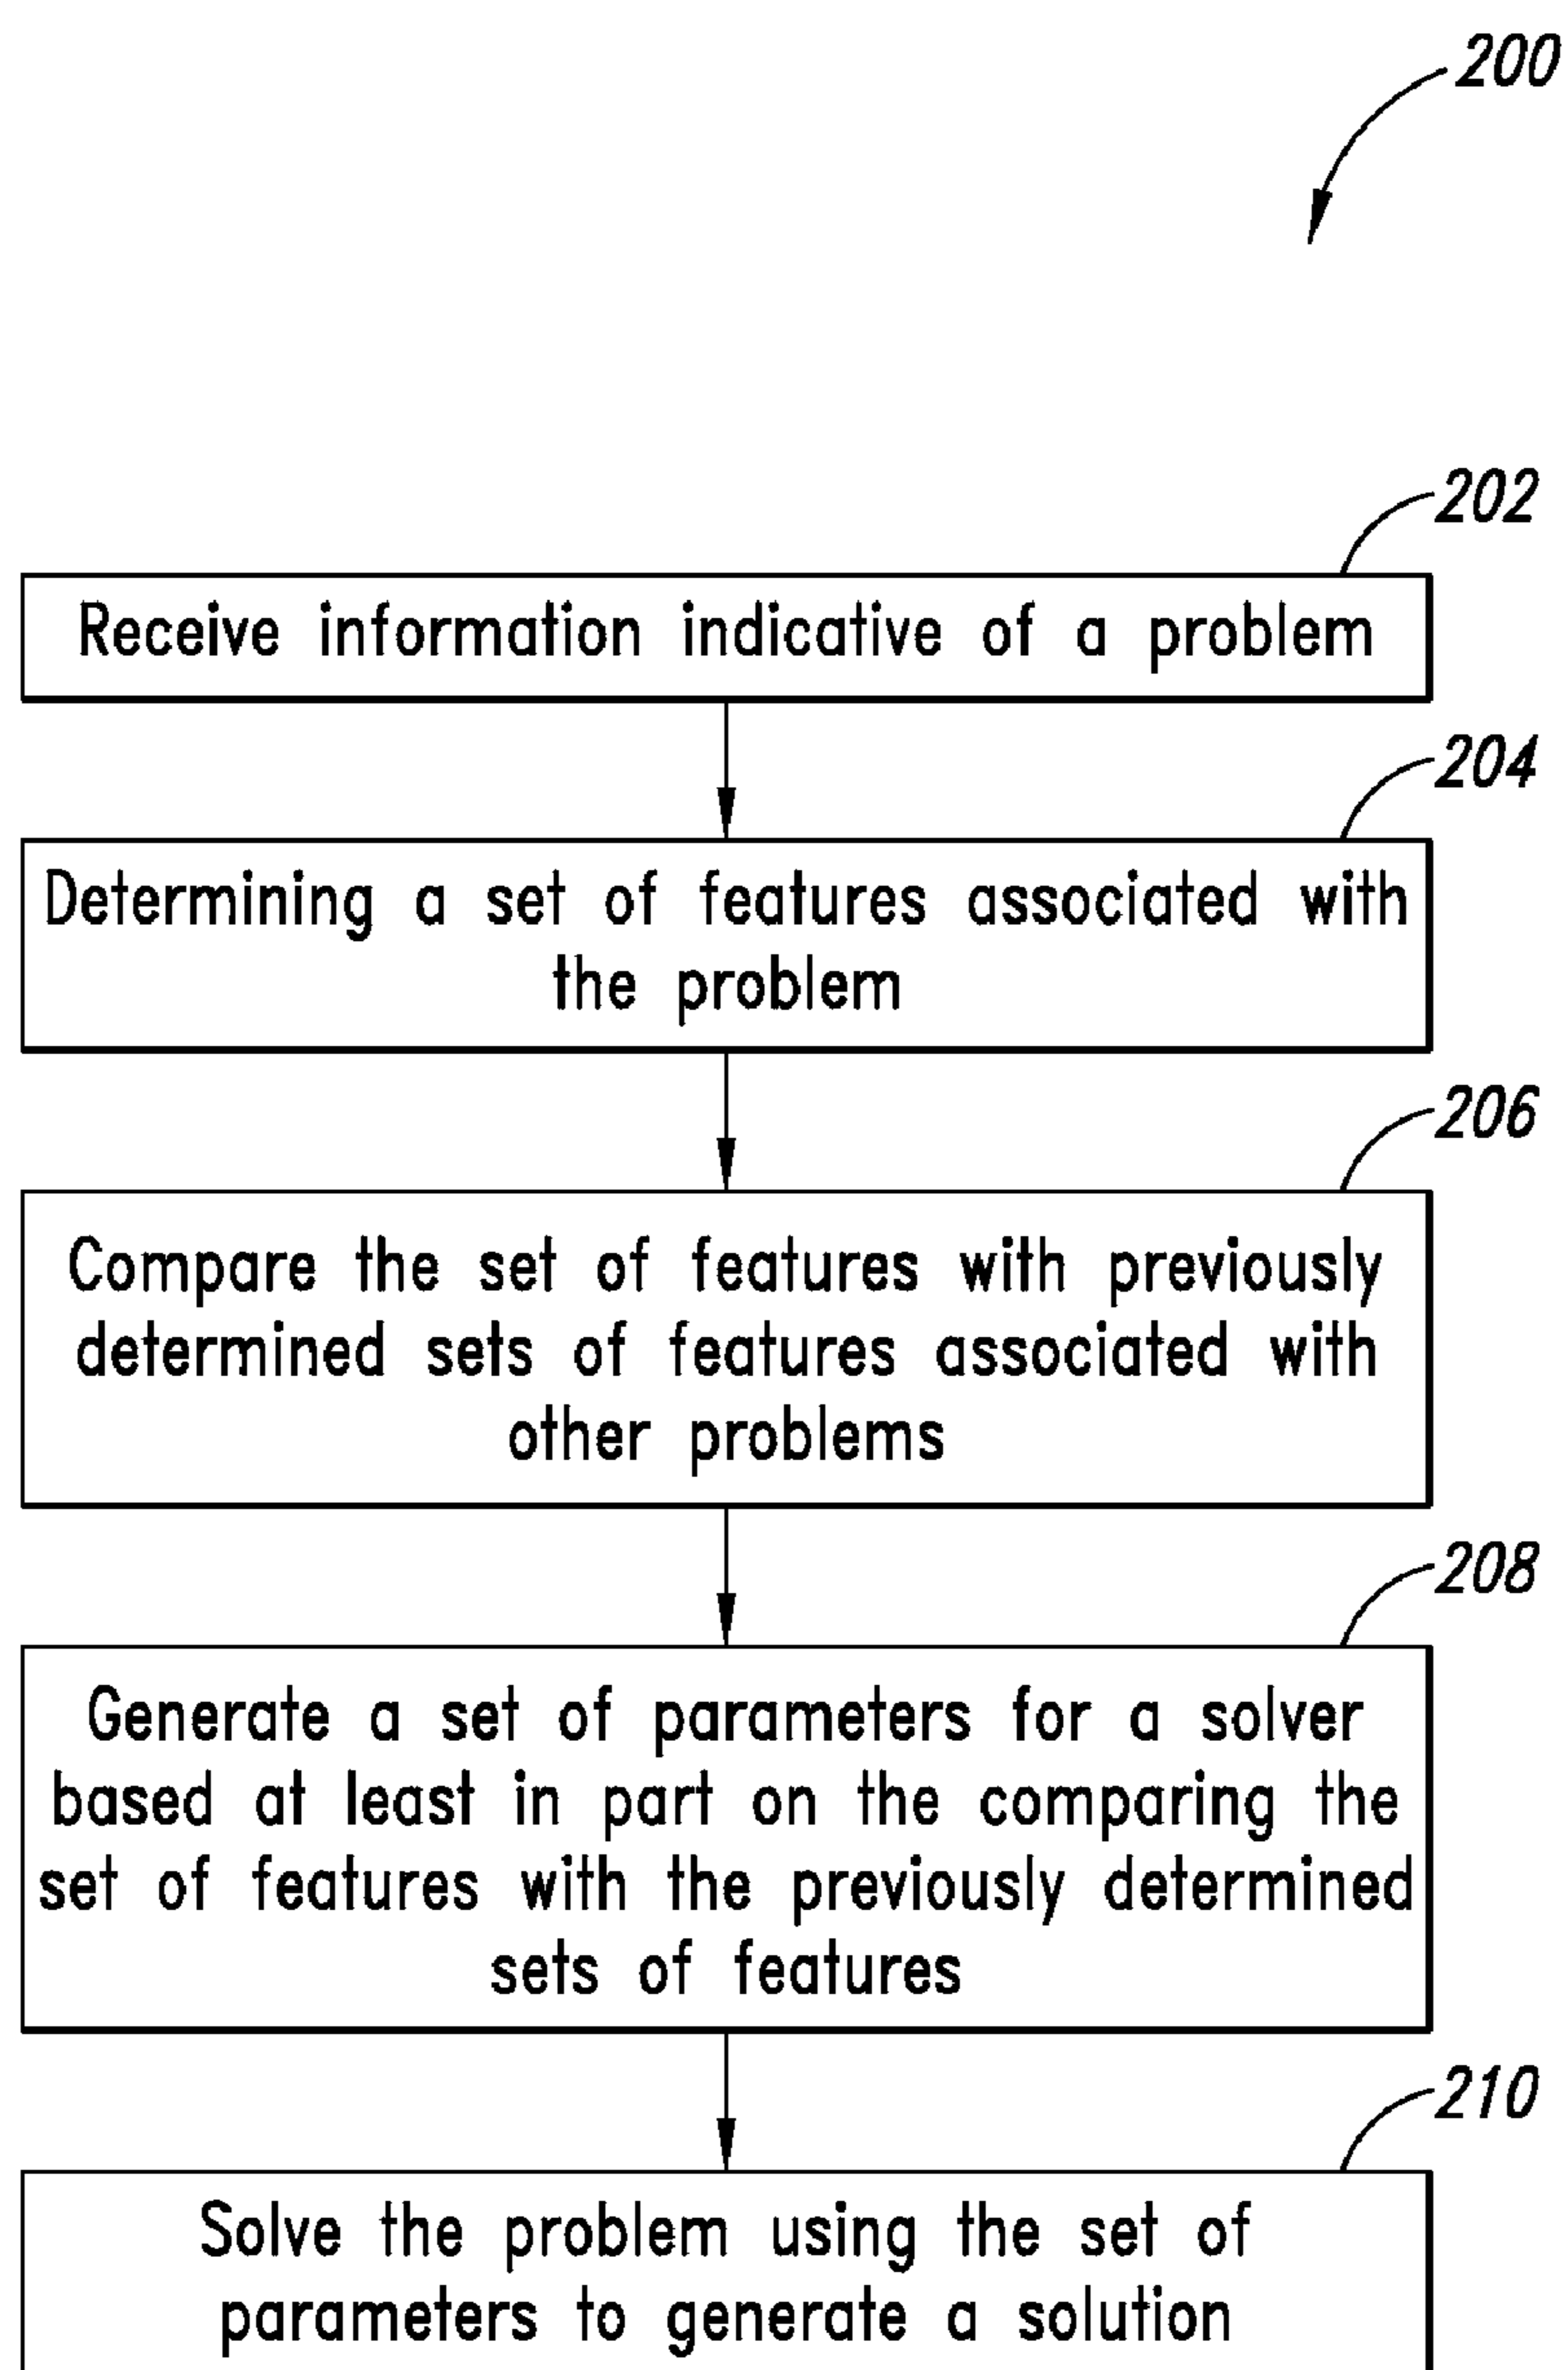 200
202
Receive information indicative of a problem
204
Determining a set of features associated with
the problem
206
Compare the set of features with previously
determined sets of features associated with
other problems
208
Generate a set of parameters for a solver
based at least in part on the comparing the
set of features with the previously determined
sets of features
210
Solve the problem using the set of
parameters to generate a solution